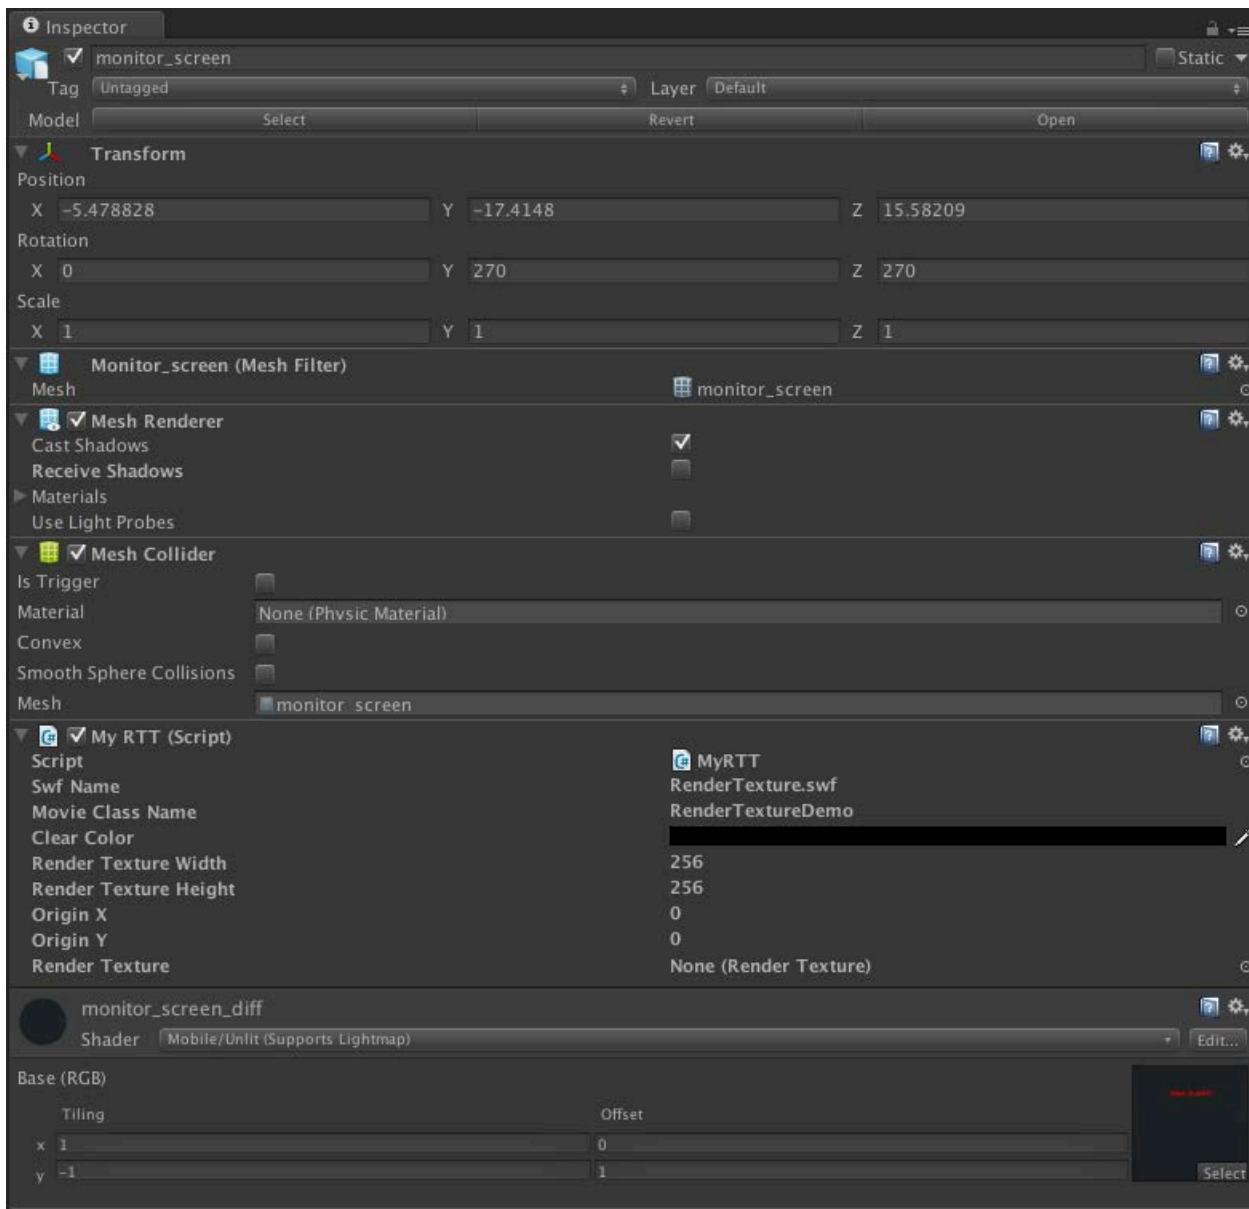 Inspector
monitor_screen Static
Tag Untagged Layer Default
Model Select Revert Open
Transform
Position
X -5.478828 Y -17.4148 Z 15.58209
Rotation
X 0 Y 270 Z 270
Scale
X 1 Y 1 Z 1
Monitor_screen (Mesh Filter)
Mesh monitor_screen
Mesh Renderer
Cast Shadows
Receive Shadows
Materials
Use Light Probes
Mesh Collider
Is Trigger
Material None (Physic Material)
Convex
Smooth Sphere Collisions
Mesh monitor_screen
My RTT (Script)
Script MyRTT
Swf Name RenderTexture.swf
Movie Class Name RenderTextureDemo
Clear Color
Render Texture Width 256
Render Texture Height 256
Origin X 0
Origin Y 0
Render Texture None (Render Texture)
monitor_screen_diff
Shader Mobile/Unlit (Supports Lightmap) Edit...
Base (RGB)
Tiling Offset
x 1 0
y -1 1
Select